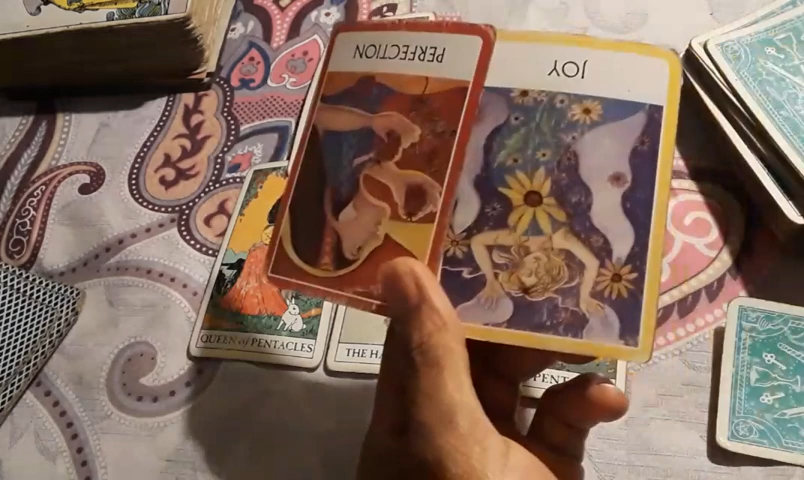 PERFECTION
JOY
QUEEN of PENTACLES
THE HA
PENT